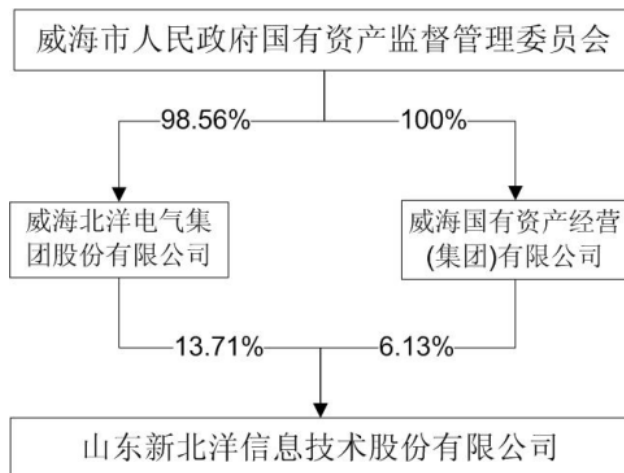 威海市人民政府国有资产监督管理委员会
98.56%
100%
威海北洋电气集
团股份有限公司
威海国有资产经营
(集团)有限公司
13.71%
6.13%
山东新北洋信息技术股份有限公司